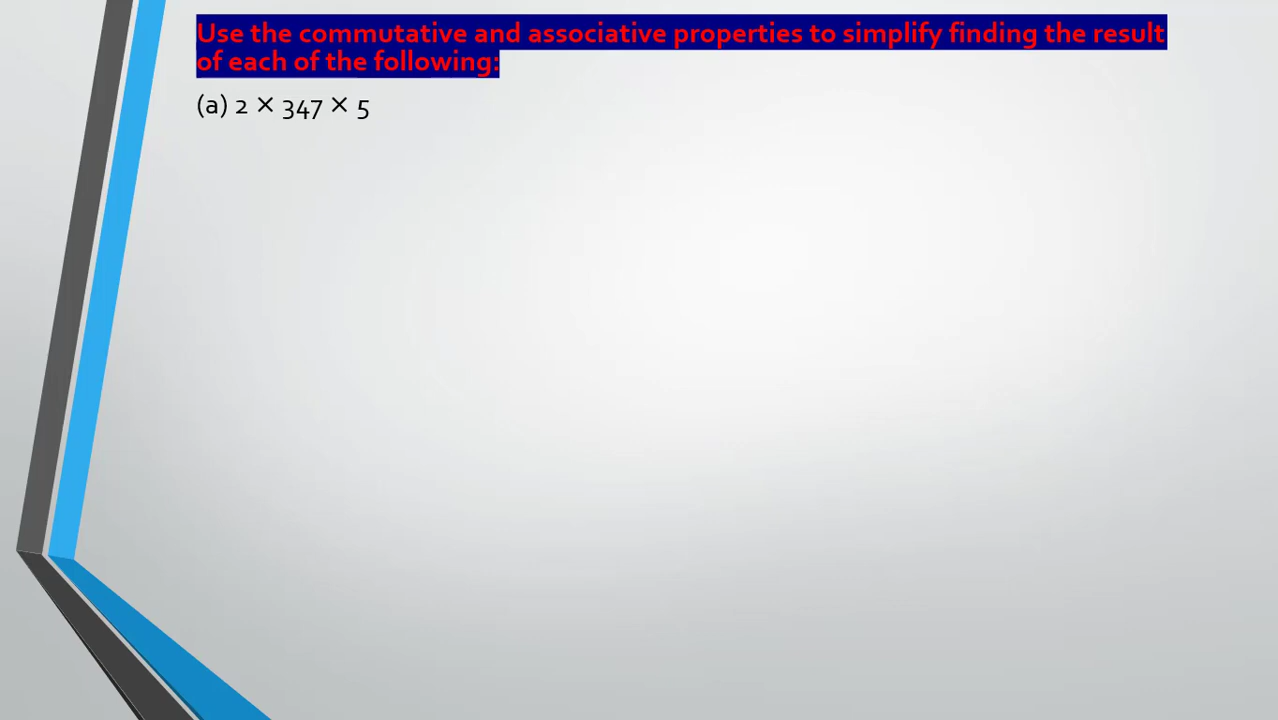 Use the commutative and associative properties to simplify finding the result
of each of the following:
(a) 2 × 347 × 5